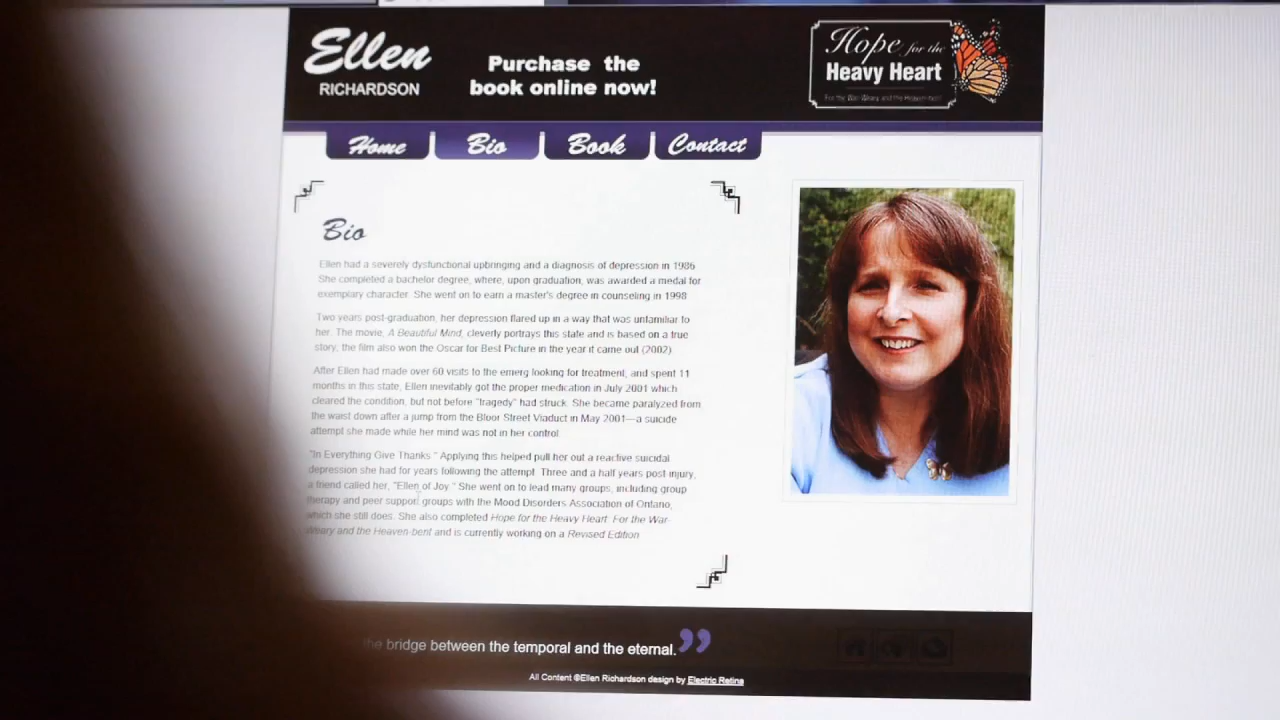 Ellen
RICHARDSON
Purchase the
book online now!
Hope for the
Heavy Heart
For the War-Weary and the Heaven-bent
Home
Bio
Book
Contact
Bio
Ellen had a severely dysfunctional upbringing and a diagnosis of depression in 1986
She completed a bachelor degree, where, upon graduation, was awarded a medal for
exemplary character. She went on to earn a master's degree in counseling in 1998
Two years post-graduation, her depression flared up in a way that was unfamiliar to
her. The movie, A Beautiful Mind, cleverly portrays this state and is based on a true
story; the film also won the Oscar for Best Picture in the year it came out (2002)
After Ellen had made over 60 visits to the emerg looking for treatment, and spent 11
months in this state, Ellen inevitably got the proper medication in July 2001 which
cleared the condition, but not before "tragedy" had struck. She became paralyzed from
the waist down after a jump from the Bloor Street Viaduct in May 2001—a suicide
attempt she made while her mind was not in her control
"In Everything Give Thanks." Applying this helped pull her out a reactive suicidal
depression she had for years following the attempt. Three and a half years post-injury,
a friend called her, "Ellen of Joy." She went on to lead many groups, including group
therapy and peer support groups with the Mood Disorders Association of Ontario,
which she still does. She also completed Hope for the Heavy Heart: For the War-
Weary and the Heaven-bent and is currently working on a Revised Edition
the bridge between the temporal and the eternal.”
All Content ©Ellen Richardson design by Electric Retina